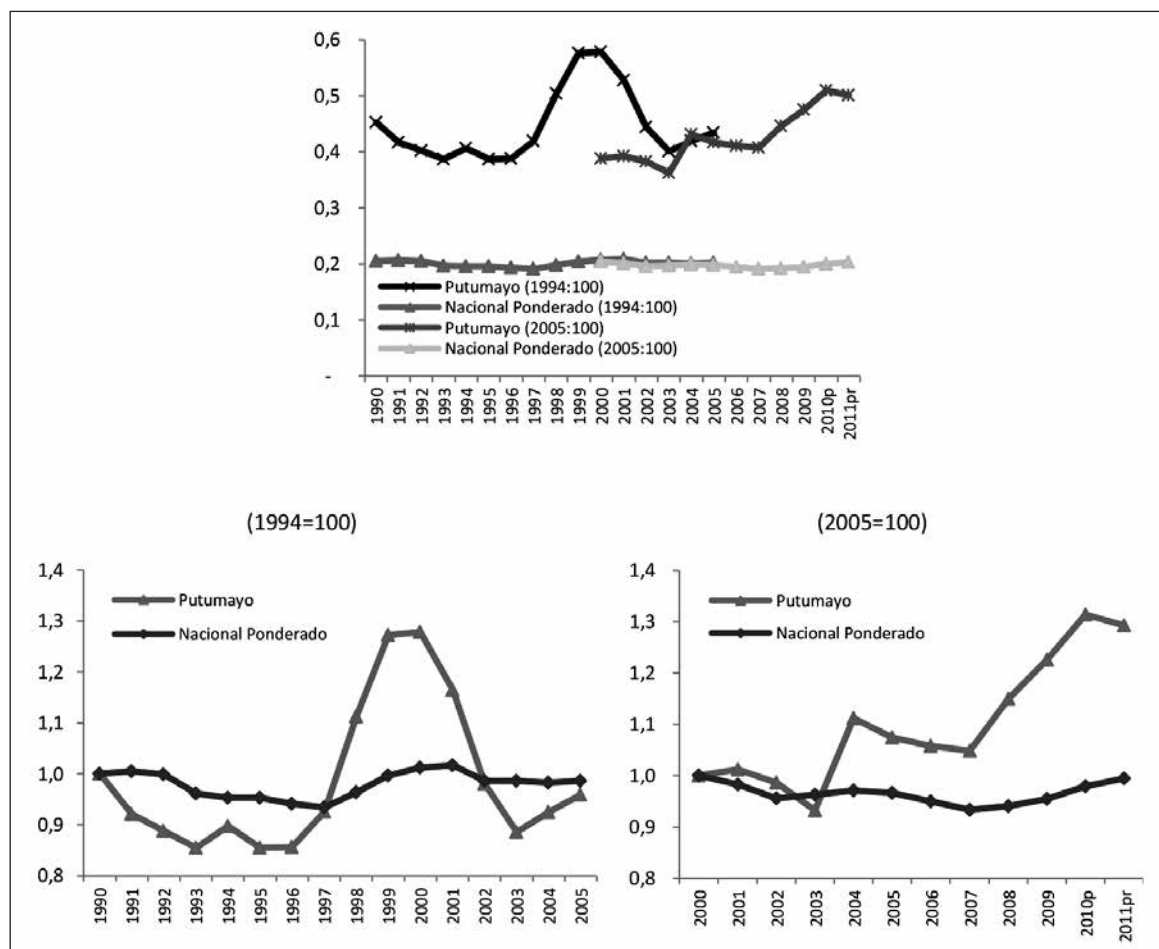 0,6
0,5
0,4
0,3
0,2
0,1
-
Putumayo (1994:100)
Nacional Ponderado (1994:100)
Putumayo (2005:100)
Nacional Ponderado (2005:100)
1990 1991 1992 1993 1994 1995 1996 1997 1998 1999 2000 2001 2002 2003 2004 2005 2006 2007 2008 2009 2010p 2011pr
(1994=100)
1,4
1,3
1,2
1,1
1,0
0,9
0,8
Putumayo
Nacional Ponderado
1990 1991 1992 1993 1994 1995 1996 1997 1998 1999 2000 2001 2002 2003 2004 2005
(2005=100)
1,4
1,3
1,2
1,1
1,0
0,9
0,8
Putumayo
Nacional Ponderado
2000 2001 2002 2003 2004 2005 2006 2007 2008 2009 2010p 2011pr